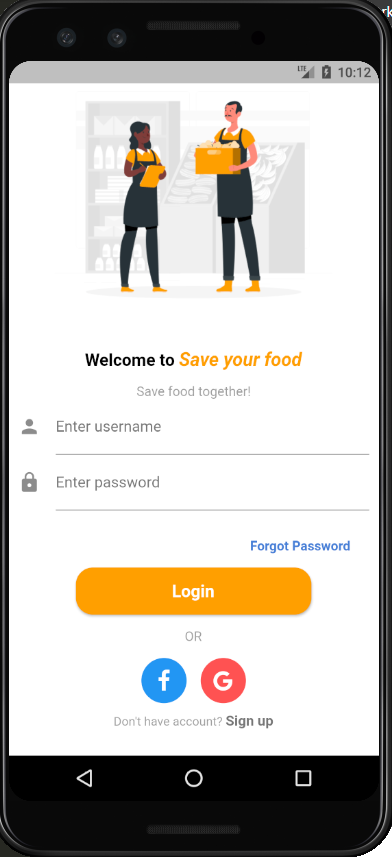 rk
LTE 10:12
Welcome to Save your food
Save food together!
Enter username
Enter password
Forgot Password
Login
OR
f G
Don't have account? Sign up